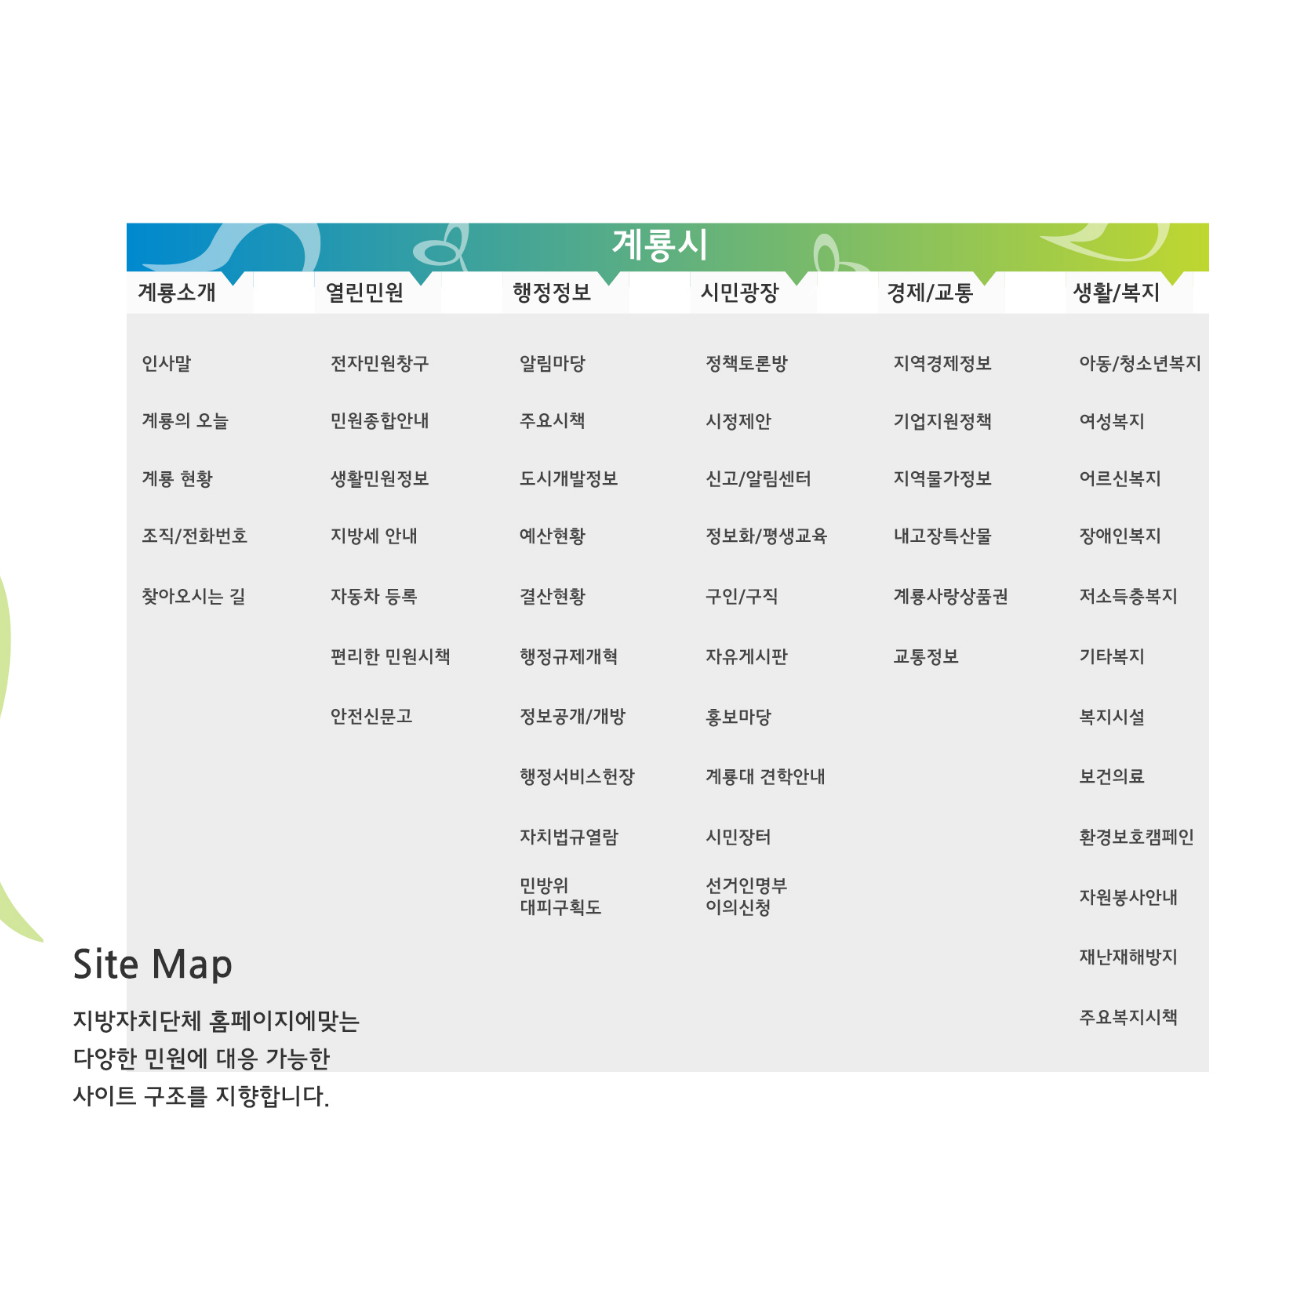 계룡시
계룡소개
열린민원
행정정보
시민광장
경제/교통
생활/복지
인사말
계룡의 오늘
계룡 현황
조직/전화번호
찾아오시는 길
전자민원창구
민원종합안내
생활민원정보
지방세 안내
자동차 등록
편리한 민원시책
안전신문고
알림마당
주요시책
도시개발정보
예산현황
결산현황
행정규제개혁
정보공개/개방
행정서비스헌장
자치법규열람
민방위
대피구획도
정책토론방
시정제안
신고/알림센터
정보화/평생교육
구인/구직
자유게시판
홍보마당
계룡대 견학안내
시민장터
선거인명부
이의신청
지역경제정보
기업지원정책
지역물가정보
내고장특산물
계룡사랑상품권
교통정보
아동/청소년복지
여성복지
어르신복지
장애인복지
저소득층복지
기타복지
복지시설
보건의료
환경보호캠페인
자원봉사안내
재난재해방지
주요복지시책
Site Map
지방자치단체 홈페이지에맞는
다양한 민원에 대응 가능한
사이트 구조를 지향합니다.